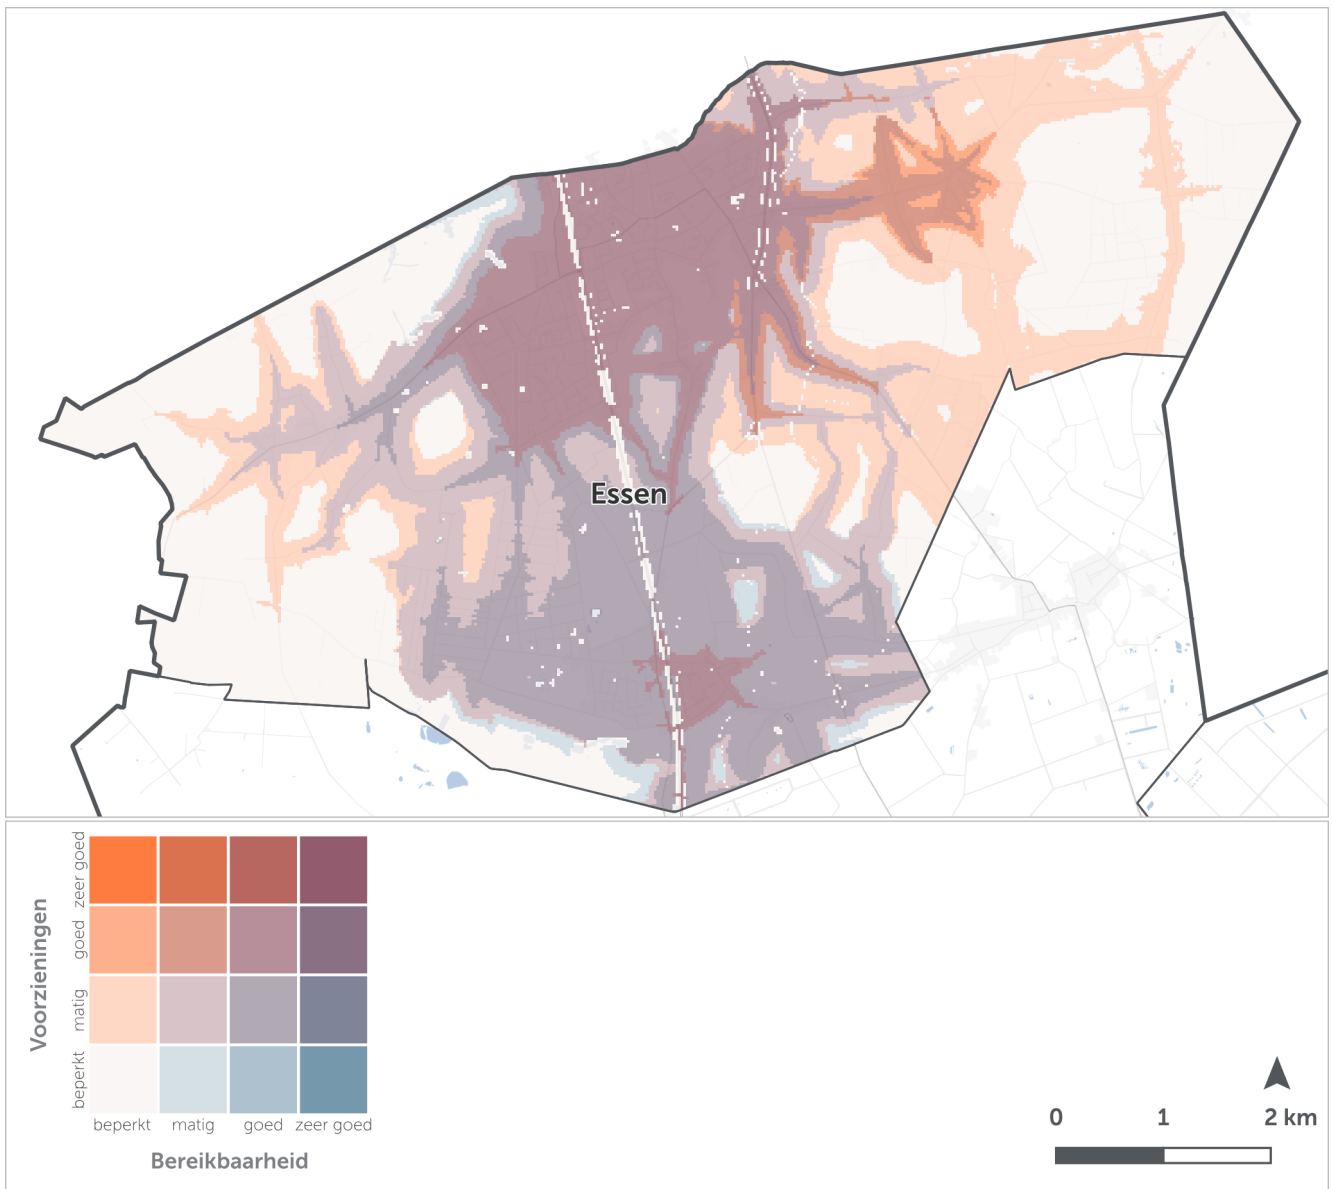 Essen
Voorzieningen
zeer goed
goed
matig
beperkt
beperkt matig goed zeer goed
Bereikbaarheid
0 1 2 km